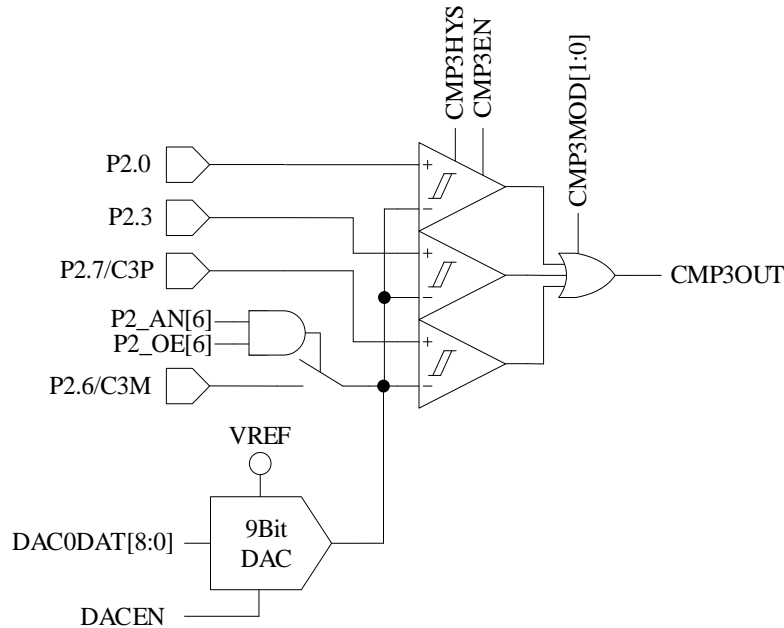 CMP3HYS
CMP3EN
CMP3MOD[1:0]
P2.0
+
−
P2.3
+
P2.7/C3P
−
CMP3OUT
P2_AN[6]
P2_OE[6]
+
P2.6/C3M
−
VREF
DAC0DAT[8:0]
9Bit
DAC
DACEN